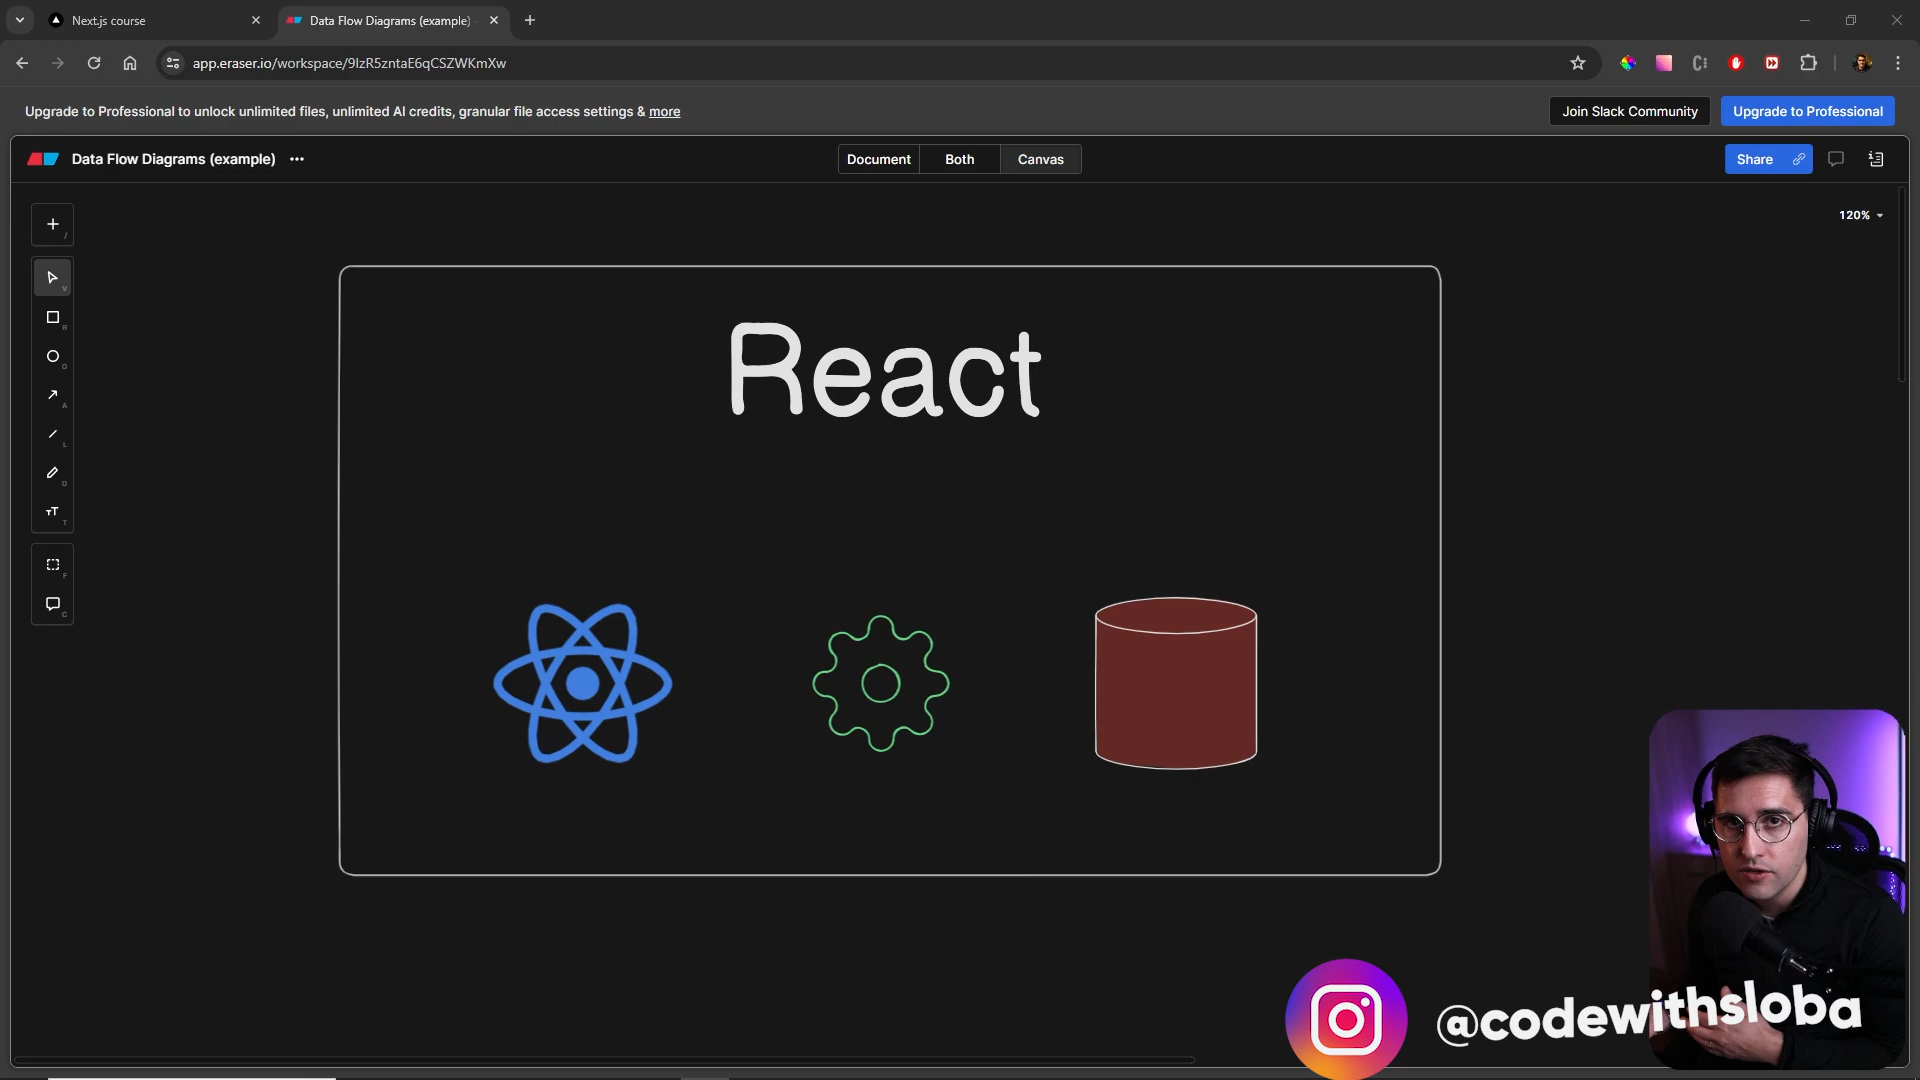 Next.js course
Data Flow Diagrams (example)
app.eraser.io/workspace/9lzR5zntaE6qCSZWKmXw
Upgrade to Professional to unlock unlimited files, unlimited AI credits, granular file access settings & more
Join Slack Community
Upgrade to Professional
Data Flow Diagrams (example)
Document
Both
Canvas
Share
120%
/
V
R
O
A
L
D
T
F
C
React
@codewithsloba